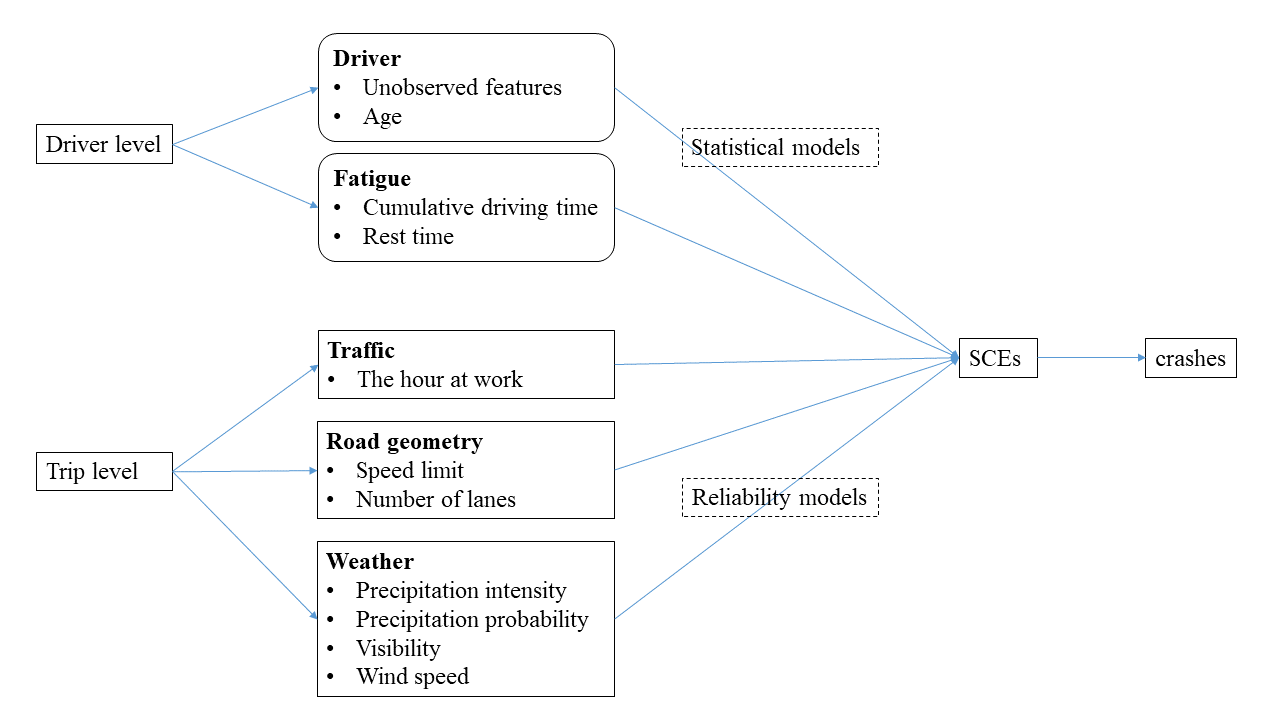 Driver level
Driver
• Unobserved features
• Age
Fatigue
• Cumulative driving time
• Rest time
Statistical models
Trip level
Traffic
• The hour at work
Road geometry
• Speed limit
• Number of lanes
Weather
• Precipitation intensity
• Precipitation probability
• Visibility
• Wind speed
Reliability models
SCEs
crashes